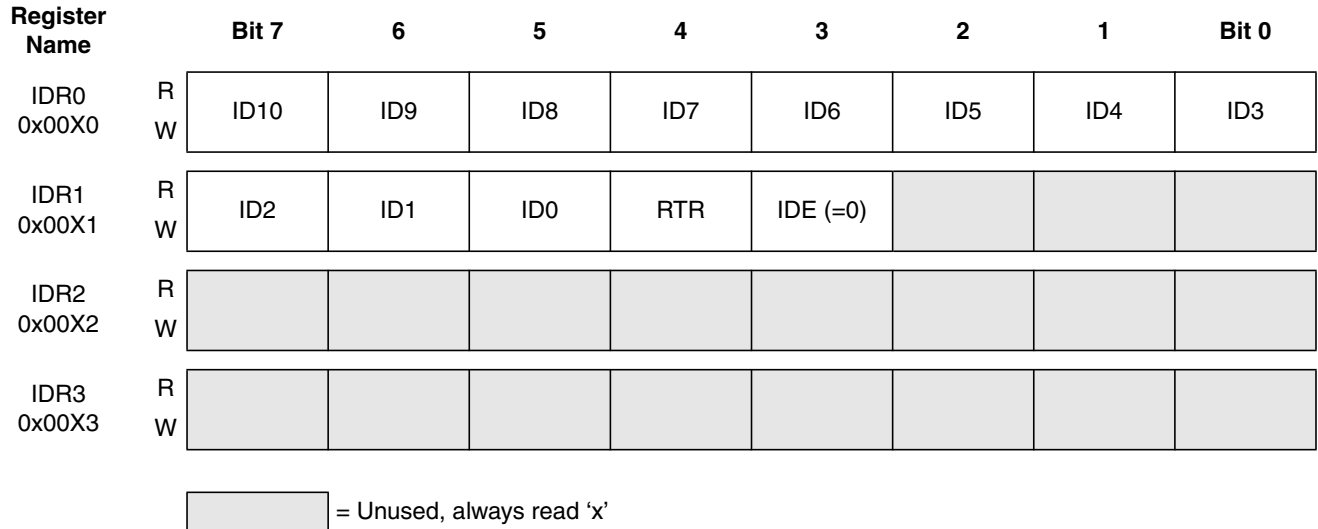 Register Name Bit 7 6 5 4 3 2 1 Bit 0
IDR0 0x00X0 R W ID10 ID9 ID8 ID7 ID6 ID5 ID4 ID3
IDR1 0x00X1 R W ID2 ID1 ID0 RTR IDE (=0)
IDR2 0x00X2 R W
IDR3 0x00X3 R W
= Unused, always read ‘x’